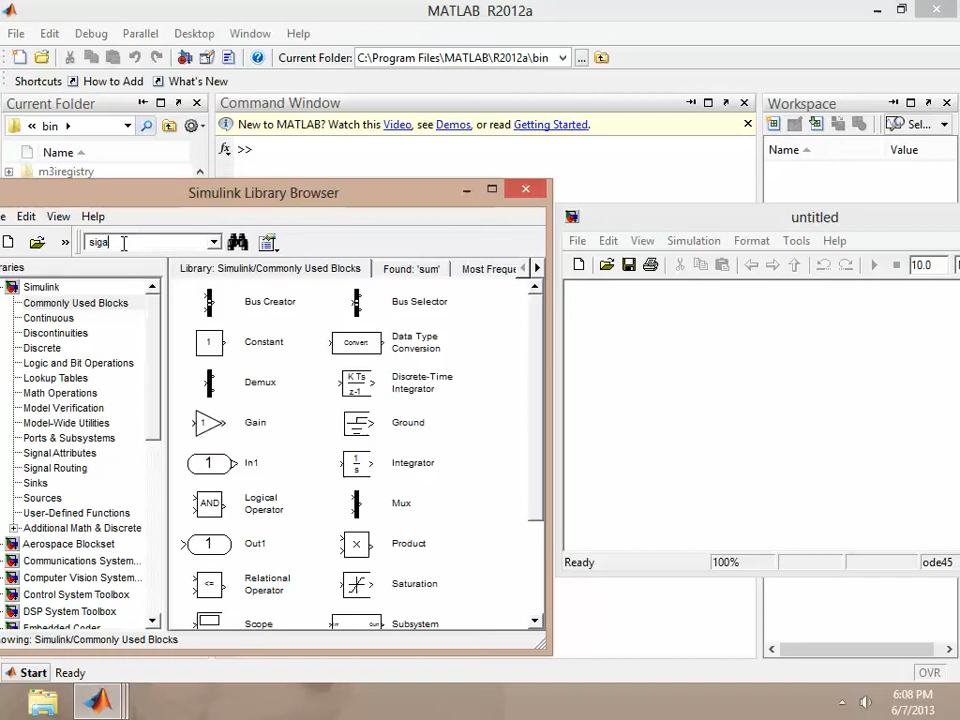 MATLAB R2012a
File Edit Debug Parallel Desktop Window Help
Current Folder: C:\Program Files\MATLAB\R2012a\bin ...
Shortcuts How to Add What's New
Current Folder
Command Window
Workspace
« bin
New to MATLAB? Watch this Video, see Demos, or read Getting Started.
Sel...
Name
fx >>
Name Value
m3iregistry
Simulink Library Browser
e Edit View Help
siga
»
untitled
File Edit View Simulation Format Tools Help
10.0
raries
Library: Simulink/Commonly Used Blocks
Found: 'sum'
Most Freque
Simulink
Commonly Used Blocks
Continuous
Discontinuities
Discrete
Logic and Bit Operations
Lookup Tables
Math Operations
Model Verification
Model-Wide Utilities
Ports & Subsystems
Signal Attributes
Signal Routing
Sinks
Sources
User-Defined Functions
Additional Math & Discrete
Aerospace Blockset
Communications System...
Computer Vision System...
Control System Toolbox
DSP System Toolbox
Embedded Coder
Bus Creator
Bus Selector
1 Constant
Convert Data Type
Conversion
Demux
K Ts
z-1
Discrete-Time
Integrator
1 Gain
Ground
1 In1
1
s
Integrator
AND Logical
Operator
Mux
1 Out1
× Product
<= Relational
Operator
Saturation
Scope
In1 Out1 Subsystem
owing: Simulink/Commonly Used Blocks
Ready 100% ode45
Start Ready
OVR
6:08 PM
6/7/2013